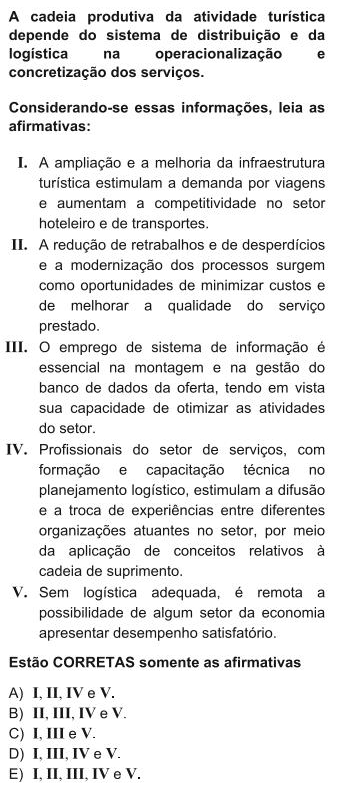 A cadeia produtiva da atividade turística
depende do sistema de distribuição e da
logística na operacionalização e
concretização dos serviços.
Considerando-se essas informações, leia as
afirmativas:
I. A ampliação e a melhoria da infraestrutura
turística estimulam a demanda por viagens
e aumentam a competitividade no setor
hoteleiro e de transportes.
II. A redução de retrabalhos e de desperdícios
e a modernização dos processos surgem
como oportunidades de minimizar custos e
de melhorar a qualidade do serviço
prestado.
III. O emprego de sistema de informação é
essencial na montagem e na gestão do
banco de dados da oferta, tendo em vista
sua capacidade de otimizar as atividades
do setor.
IV. Profissionais do setor de serviços, com
formação e capacitação técnica no
planejamento logístico, estimulam a difusão
e a troca de experiências entre diferentes
organizações atuantes no setor, por meio
da aplicação de conceitos relativos à
cadeia de suprimento.
V. Sem logística adequada, é remota a
possibilidade de algum setor da economia
apresentar desempenho satisfatório.
Estão CORRETAS somente as afirmativas
A) I, II, IV e V.
B) II, III, IV e V.
C) I, III e V.
D) I, III, IV e V.
E) I, II, III, IV e V.